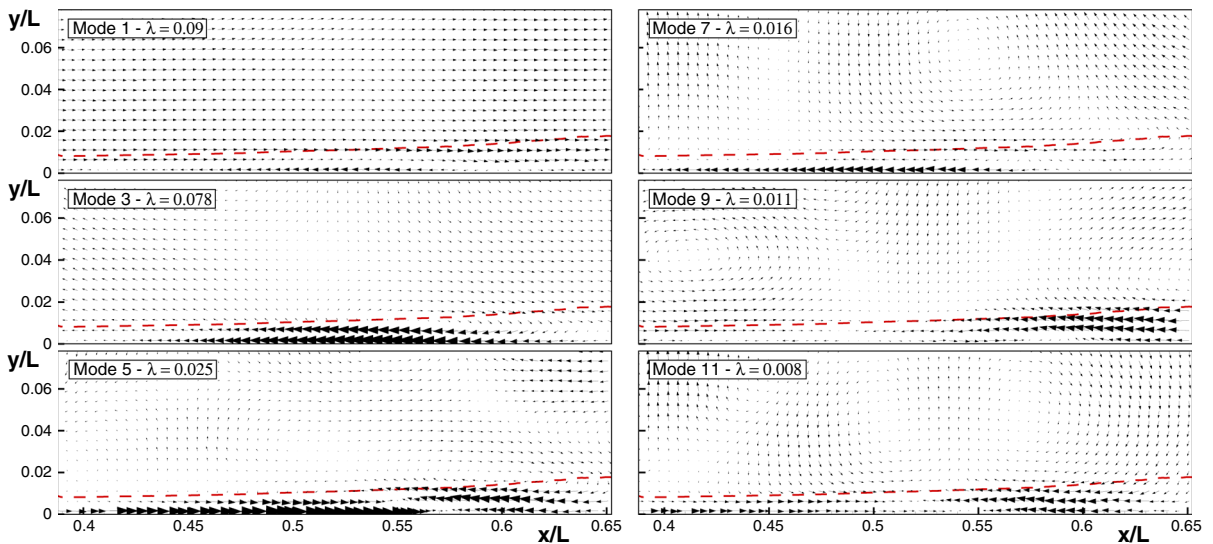 y/L
0.06
0.04
0.02
0
Mode 1 - λ = 0.09
Mode 7 - λ = 0.016
y/L
0.06
0.04
0.02
0
Mode 3 - λ = 0.078
Mode 9 - λ = 0.011
y/L
0.06
0.04
0.02
0
Mode 5 - λ = 0.025
Mode 11 - λ = 0.008
0.4 0.45 0.5 0.55 0.6 0.65
x/L
0.4 0.45 0.5 0.55 0.6 0.65
x/L